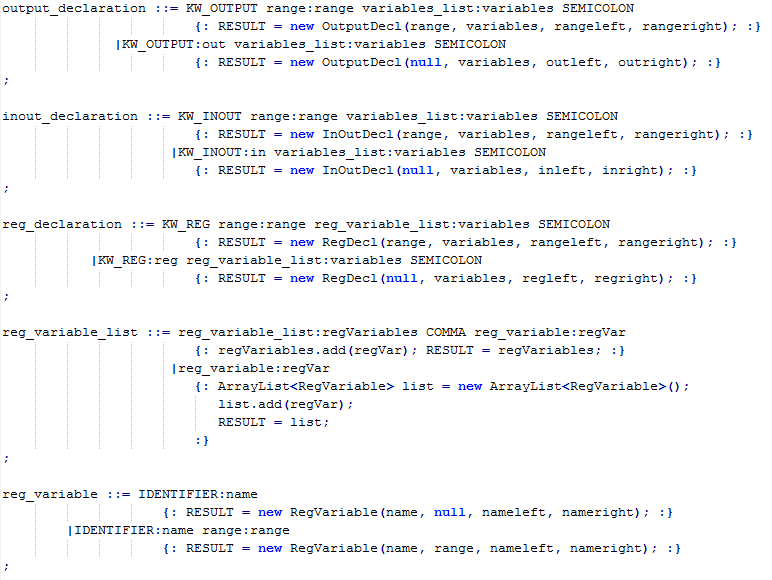 output_declaration ::= KW_OUTPUT range:range variables_list:variables SEMICOLON
{: RESULT = new OutputDecl(range, variables, rangeleft, rangeright); :}
|KW_OUTPUT:out variables_list:variables SEMICOLON
{: RESULT = new OutputDecl(null, variables, outleft, outright); :}
;
inout_declaration ::= KW_INOUT range:range variables_list:variables SEMICOLON
{: RESULT = new InOutDecl(range, variables, rangeleft, rangeright); :}
|KW_INOUT:in variables_list:variables SEMICOLON
{: RESULT = new InOutDecl(null, variables, inleft, inright); :}
;
reg_declaration ::= KW_REG range:range reg_variable_list:variables SEMICOLON
{: RESULT = new RegDecl(range, variables, rangeleft, rangeright); :}
|KW_REG:reg reg_variable_list:variables SEMICOLON
{: RESULT = new RegDecl(null, variables, regleft, regright); :}
;
reg_variable_list ::= reg_variable_list:regVariables COMMA reg_variable:regVar
{: regVariables.add(regVar); RESULT = regVariables; :}
|reg_variable:regVar
{: ArrayList<RegVariable> list = new ArrayList<RegVariable>();
list.add(regVar);
RESULT = list;
:}
;
reg_variable ::= IDENTIFIER:name
{: RESULT = new RegVariable(name, null, nameleft, nameright); :}
|IDENTIFIER:name range:range
{: RESULT = new RegVariable(name, range, nameleft, nameright); :}
;